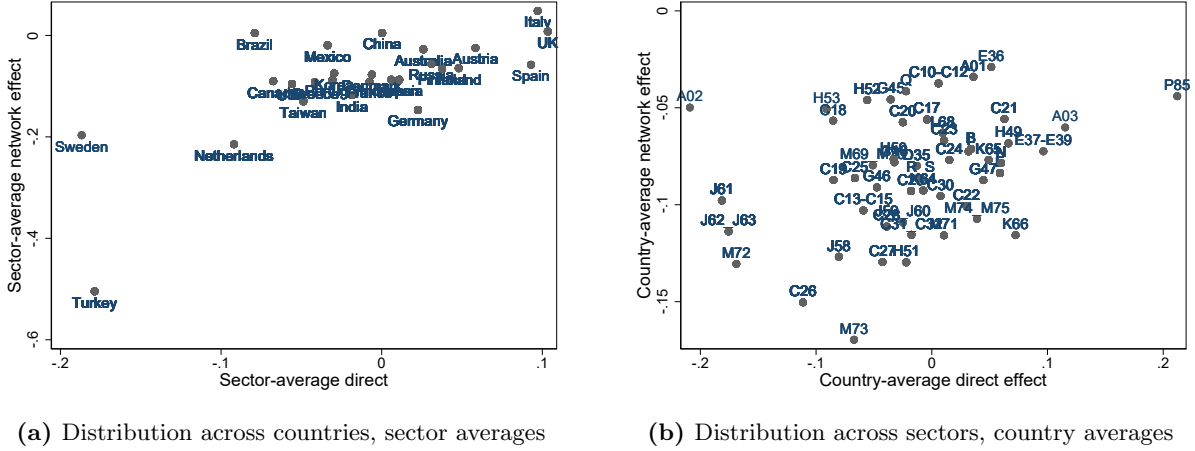 0
-.2
-.4
-.6
Sector-average network effect
Italy
Brazil
China
UK
Mexico
Australia
Austria
Russia
Spain
Finland
Taiwan
India
Germany
Sweden
Netherlands
Turkey
-.2
-.1
0
.1
Sector-average direct
0
-.05
-.1
-.15
Country-average network effect
E36
A01
C10-C12
P85
A02
H53
H52
G45
C20
C17
C21
A03
C23
H49
B
E37-E39
M69
D35
C24
K65
C19
C25
R
S
N
G47
G46
C30
J61
C22
C13-C15
M74
M75
J60
J62_J63
C31
M71
K66
M72
J58
C27
H51
C26
M73
-.2
-.1
0
.1
.2
Country-average direct effect
(a) Distribution across countries, sector averages
(b) Distribution across sectors, country averages